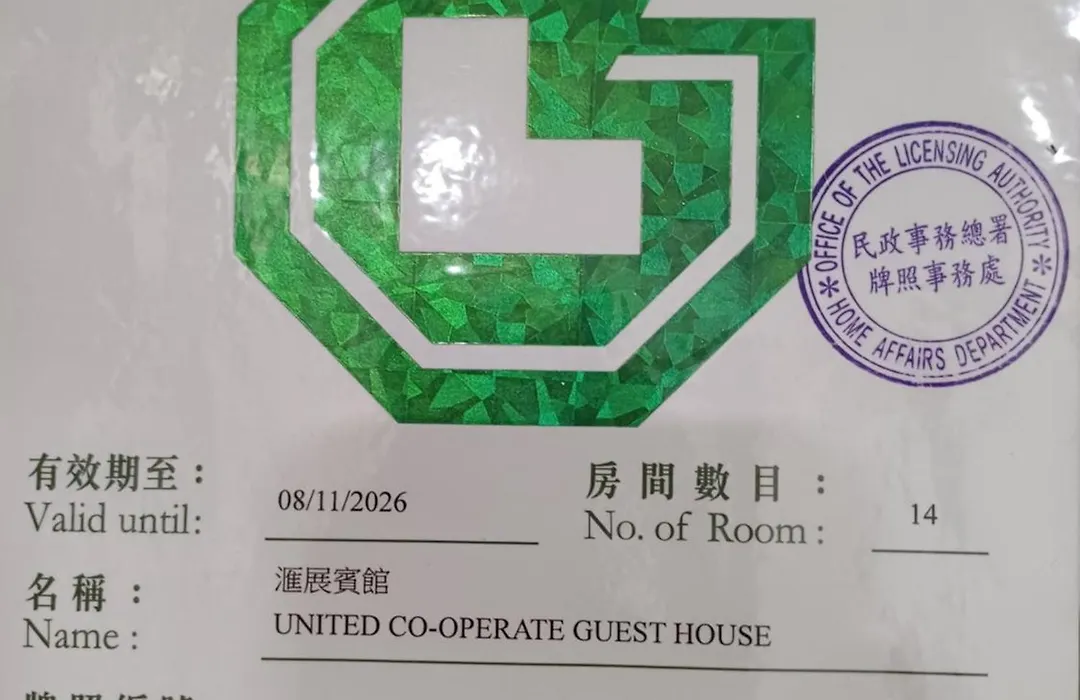 OFFICE OF THE LICENSING AUTHORITY
民政事務總署
牌照事務處
* HOME AFFAIRS DEPARTMENT *
有效期至：
Valid until: 08/11/2026
房間數目：
No. of Room: 14
名稱：
滙展賓館
Name: UNITED CO-OPERATE GUEST HOUSE